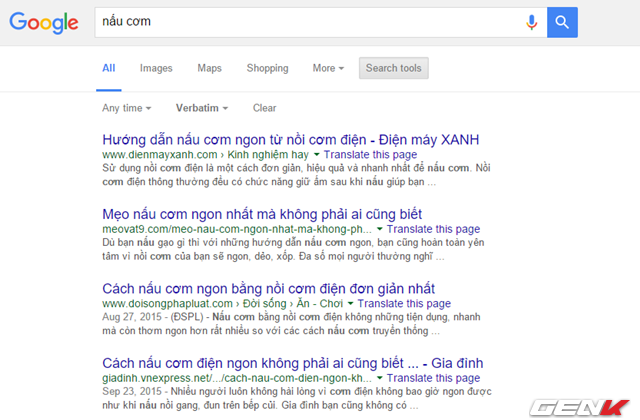 Google
nấu cơm
All Images Maps Shopping More Search tools
Any time Verbatim Clear
Hướng dẫn nấu cơm ngon từ nồi cơm điện - Điện máy XANH
www.dienmayxanh.com › Kinh nghiệm hay Translate this page
Sử dụng nồi cơm điện là một cách đơn giản, hiệu quả và nhanh nhất để nấu cơm. Nồi
cơm điện thông thường đều có chức năng giữ ấm sau khi nấu giúp bạn ...
Mẹo nấu cơm ngon nhất mà không phải ai cũng biết
meovat9.com/meo-nau-com-ngon-nhat-ma-khong-ph... Translate this page
Dù bạn nấu gạo gì thì với những hướng dẫn nấu cơm ngon, bạn cũng hoàn toàn yên
tâm vì nồi cơm của bạn sẽ ngon, dẻo, xốp. Đa số mọi người thường nghĩ ...
Cách nấu cơm ngon bằng nồi cơm điện đơn giản nhất
www.doisongphapluat.com › Đời sống › Ăn - Chơi Translate this page
Aug 27, 2015 - (ĐSPL) - Nấu cơm bằng nồi cơm điện không những tiện dụng, nhanh
mà còn thơm ngon hơn rất nhiều so với các cách nấu cơm truyền thống ...
Cách nấu cơm điện ngon không phải ai cũng biết ... - Gia đình
giadinh.vnexpress.net/.../cach-nau-com-dien-ngon-kh... Translate this page
Sep 23, 2015 - Nhiều người luôn không hài lòng vì cơm điện không bao giờ ngon được
như khi nấu nồi gang, đun trên bếp củi. Gia đình bạn cũng không có ...
GENK